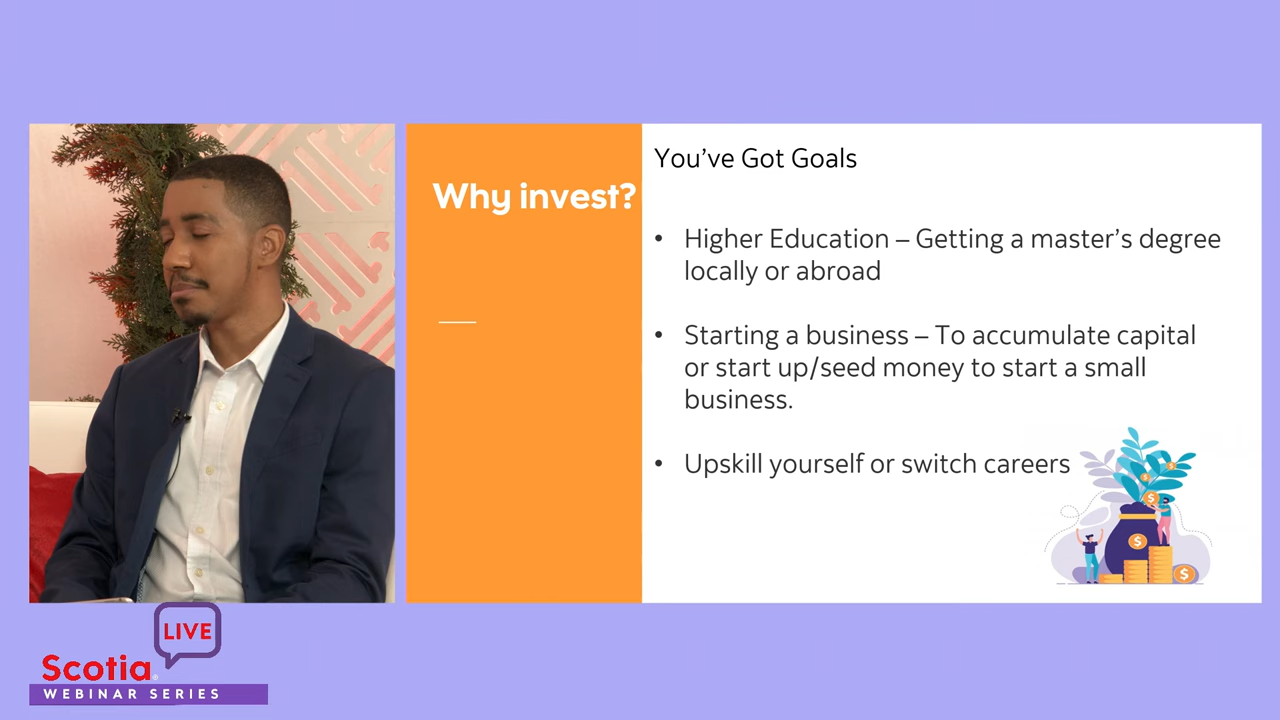 Why invest?
You’ve Got Goals
• Higher Education – Getting a master’s degree
locally or abroad
• Starting a business – To accumulate capital
or start up/seed money to start a small
business.
• Upskill yourself or switch careers
$
$
$
$
$
LIVE
Scotia®
WEBINAR SERIES